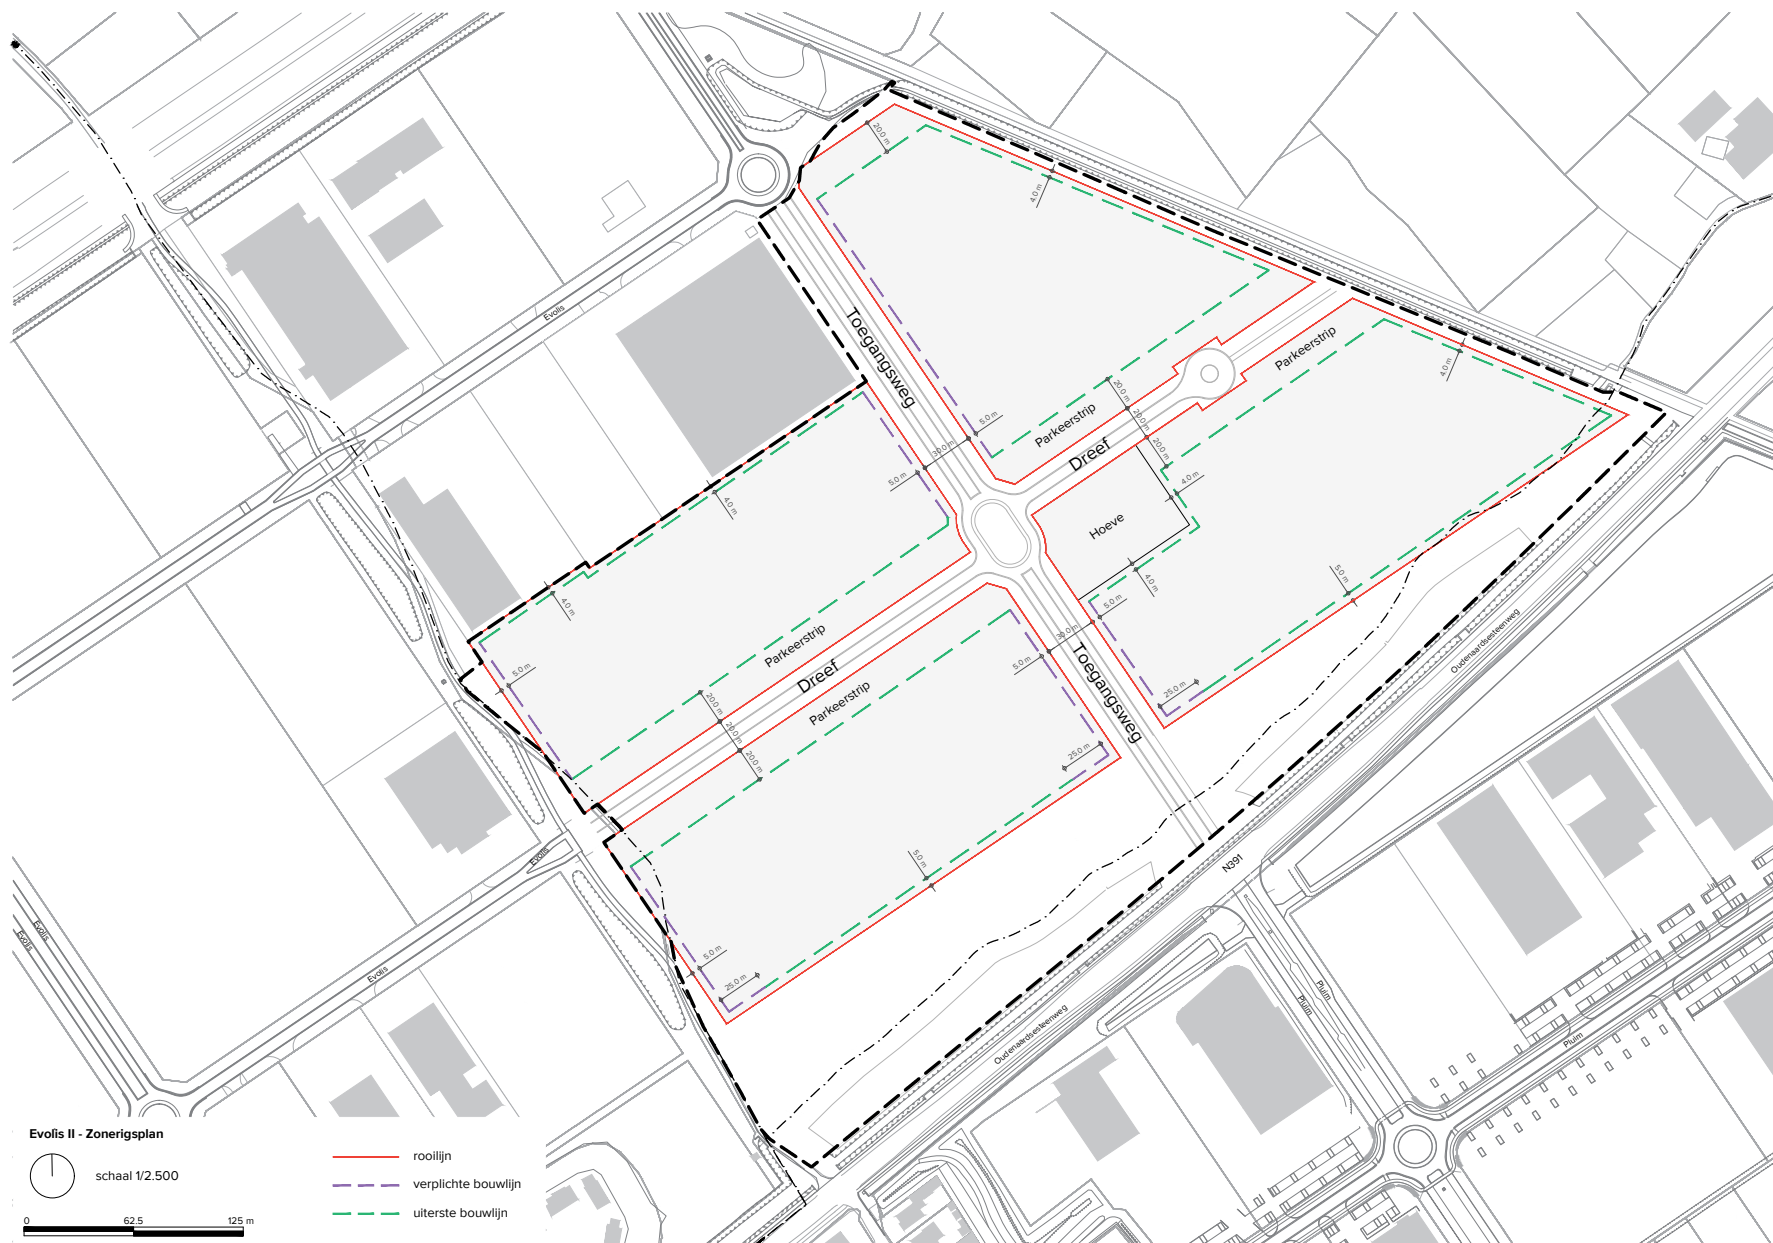 20.0 m
4.0 m
Evolis
Toegangsweg
Parkeerstrip
4.0 m
20.0 m
Parkeerstrip
20.0 m
5.0 m
30.0 m
Dreef
20.0 m
5.0 m
4.0 m
4.0 m
Hoeve
4.0 m
5.0 m
4.0 m
5.0 m
30.0 m
Oudenaardsesteenweg
Parkeerstrip
5.0 m
5.0 m
Toegangsweg
Dreef
25.0 m
Parkeerstrip
20.0 m
20.0 m
20.0 m
25.0 m
Evolis
5.0 m
N391
Evolis
Evolis
Evolis
5.0 m
25.0 m
Pluim
Pluim
Oudenaardsesteenweg
Pluim
Evolis II - Zonerigsplan
schaal 1/2.500
0 62.5 125 m
rooilijn
verplichte bouwlijn
uiterste bouwlijn